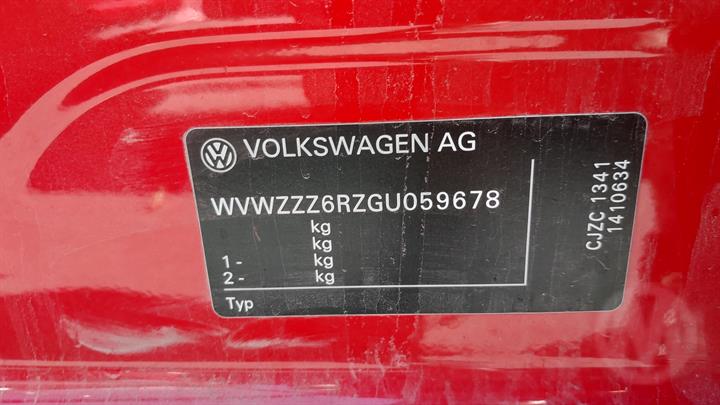 VOLKSWAGEN AG
WVWZZZ6RZGU059678
kg
kg
1 - kg
2 - kg
Typ
CJZC 1341
1410634